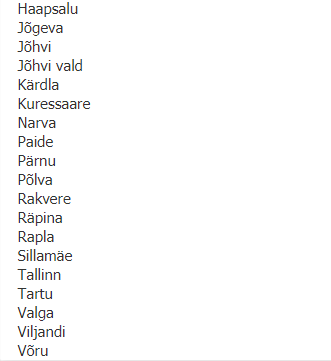 Haapsalu
Jõgeva
Jõhvi
Jõhvi vald
Kärdla
Kuressaare
Narva
Paide
Pärnu
Põlva
Rakvere
Räpina
Rapla
Sillamäe
Tallinn
Tartu
Valga
Viljandi
Võru